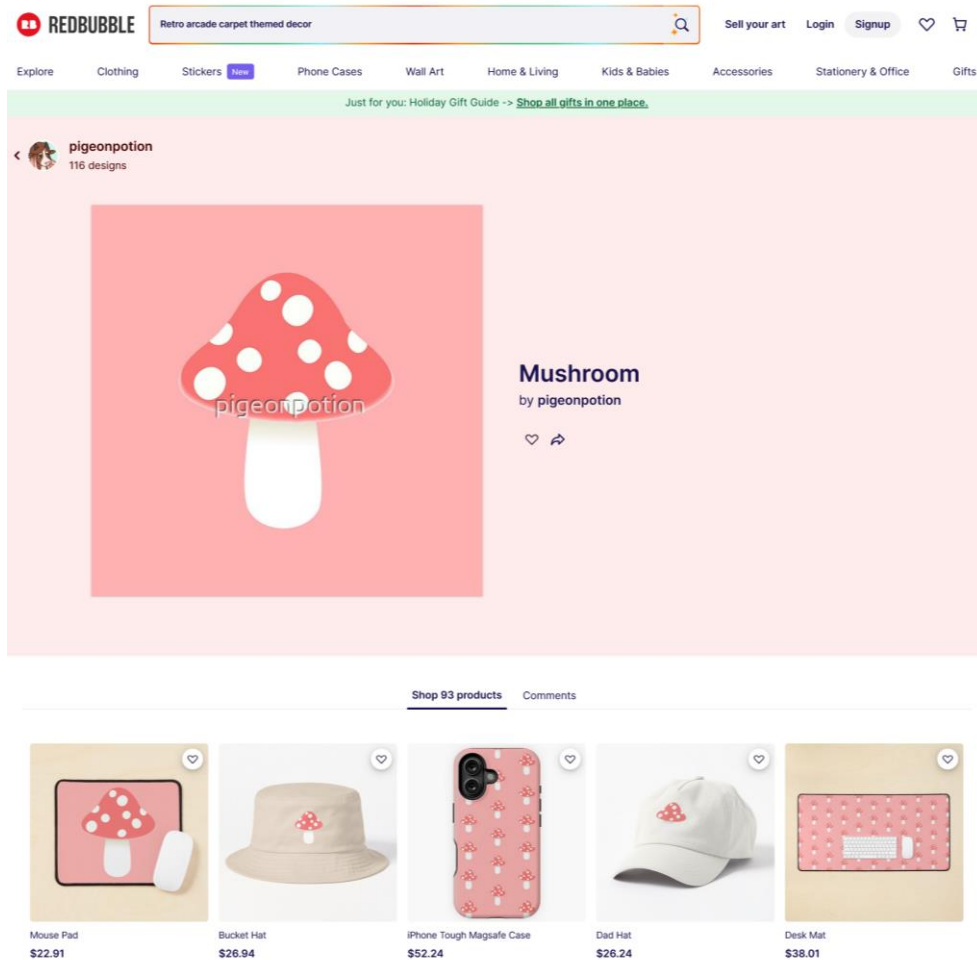 RB REDBUBBLE
Retro arcade carpet themed decor
Sell your art Login Signup
Explore Clothing Stickers New Phone Cases Wall Art Home & Living Kids & Babies Accessories Stationery & Office Gifts
Just for you: Holiday Gift Guide -> Shop all gifts in one place.
pigeonpotion
116 designs
pigeonpotion
Mushroom
by pigeonpotion
Shop 93 products Comments
Mouse Pad Bucket Hat iPhone Tough Magsafe Case Dad Hat Desk Mat
$22.91 $26.94 $52.24 $26.24 $38.01